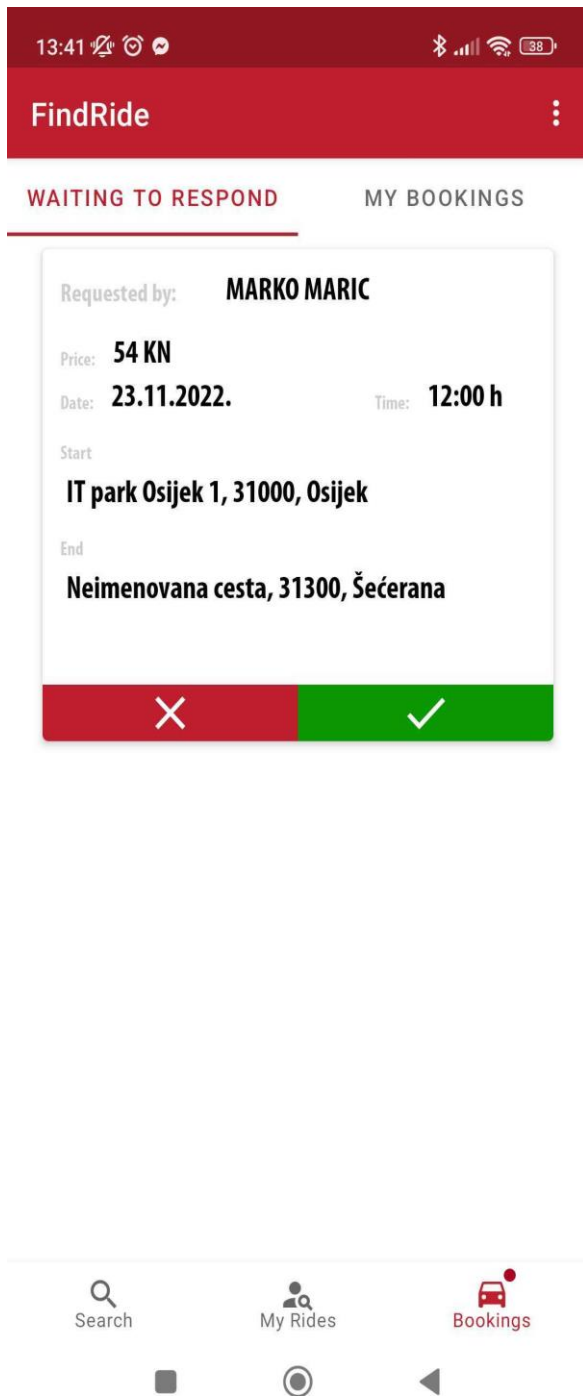 13:41
38
FindRide
WAITING TO RESPOND MY BOOKINGS
Requested by: MARKO MARIC
Price: 54 KN
Date: 23.11.2022. Time: 12:00 h
Start
IT park Osijek 1, 31000, Osijek
End
Neimenovana cesta, 31300, Šećerana
Search My Rides Bookings